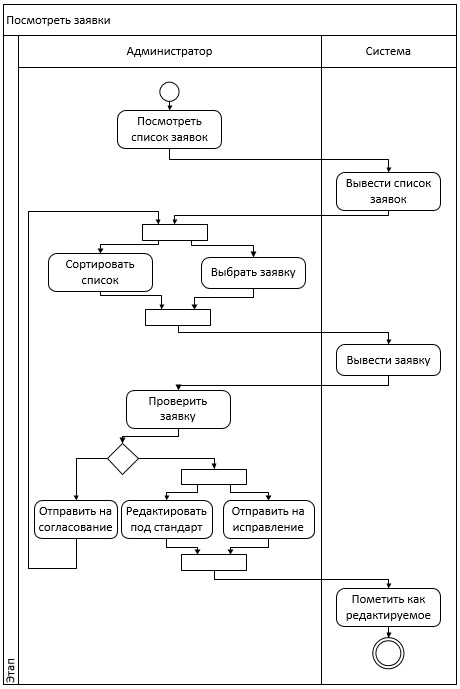 Посмотреть заявки
Администратор
Система
Посмотреть
список заявок
Вывести список
заявок
Сортировать
список
Выбрать заявку
Вывести заявку
Проверить
заявку
Отправить на
согласование
Редактировать
под стандарт
Отправить на
исправление
Пометить как
редактируемое
Этап